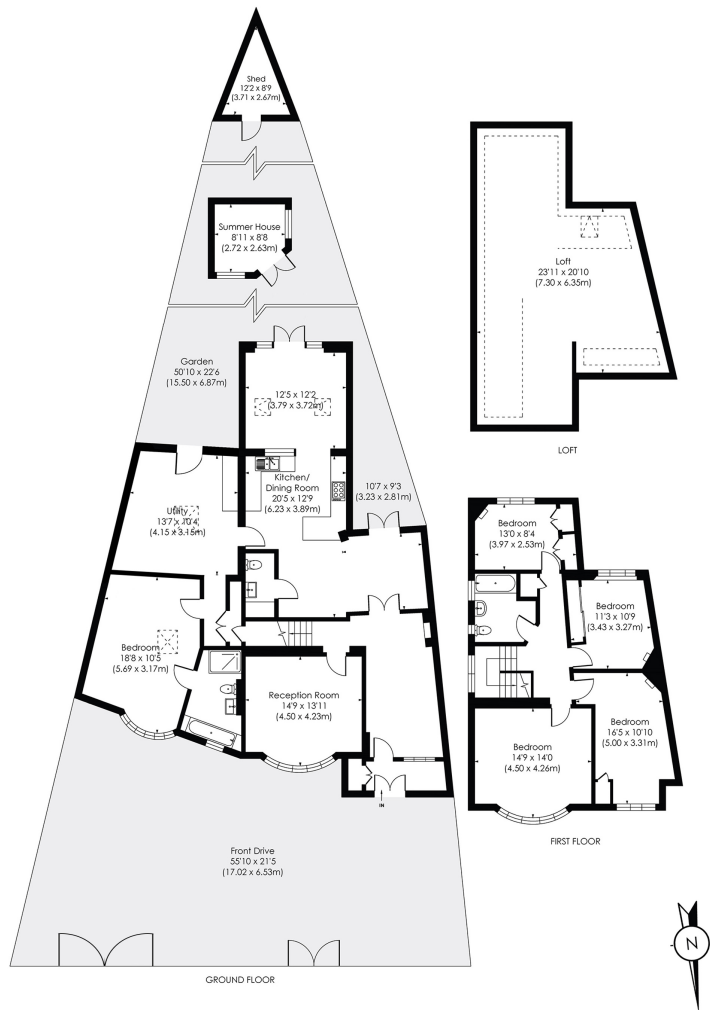 Shed
12'2 x 8'9
(3.71 x 2.67m)
Summer House
8'11 x 8'8
(2.72 x 2.63m)
Garden
50'10 x 22'6
(15.50 x 6.87m)
12'5 x 12'2
(3.79 x 3.72m)
Kitchen/
Dining Room
20'5 x 12'9
(6.23 x 3.89m)
10'7 x 9'3
(3.23 x 2.81m)
Utility
13'7 x 10'4
(4.15 x 3.15m)
Bedroom
18'8 x 10'5
(5.69 x 3.17m)
Reception Room
14'9 x 13'11
(4.50 x 4.23m)
IN
Front Drive
55'10 x 21'5
(17.02 x 6.53m)
GROUND FLOOR
Loft
23'11 x 20'10
(7.30 x 6.35m)
LOFT
Bedroom
13'0 x 8'4
(3.97 x 2.53m)
Bedroom
11'3 x 10'9
(3.43 x 3.27m)
Bedroom
16'5 x 10'10
(5.00 x 3.31m)
Bedroom
14'9 x 14'0
(4.50 x 4.26m)
FIRST FLOOR
N